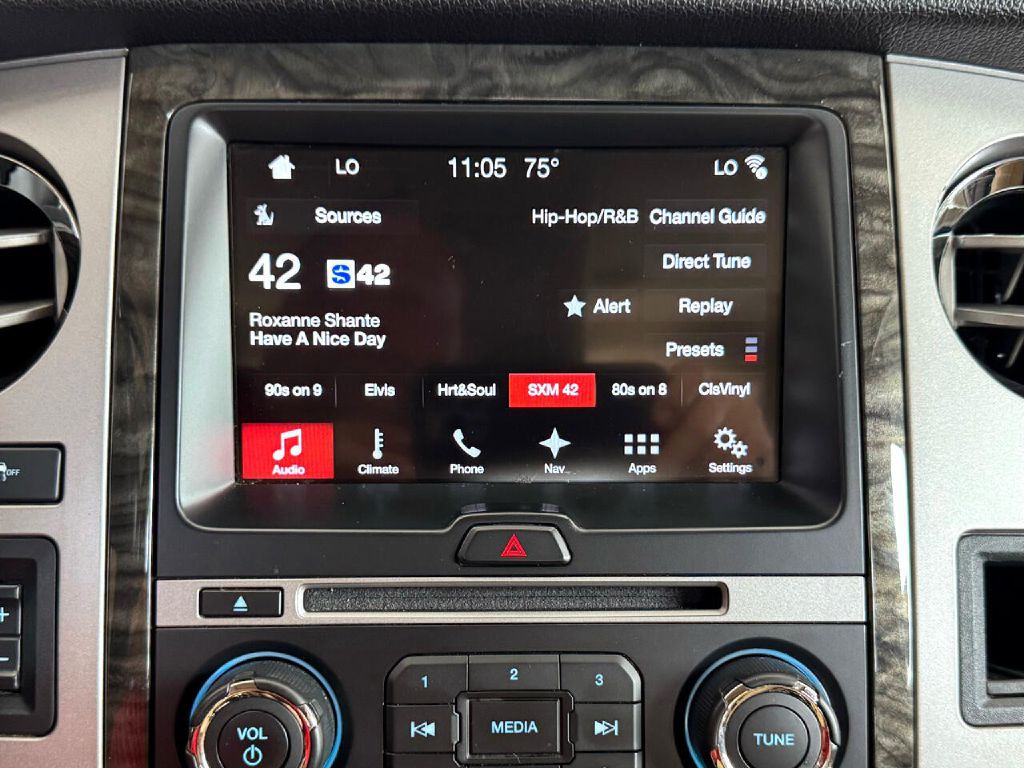 LO 11:05 75° LO
Sources Hip-Hop/R&B Channel Guide
42 S 42 Direct Tune
Alert Replay
Roxanne Shante
Have A Nice Day
Presets
90s on 9 Elvis Hrt&Soul SXM 42 80s on 8 ClsVinyl
Audio Climate Phone Nav Apps Settings
OFF
+
−
1 2 3
VOL MEDIA TUNE